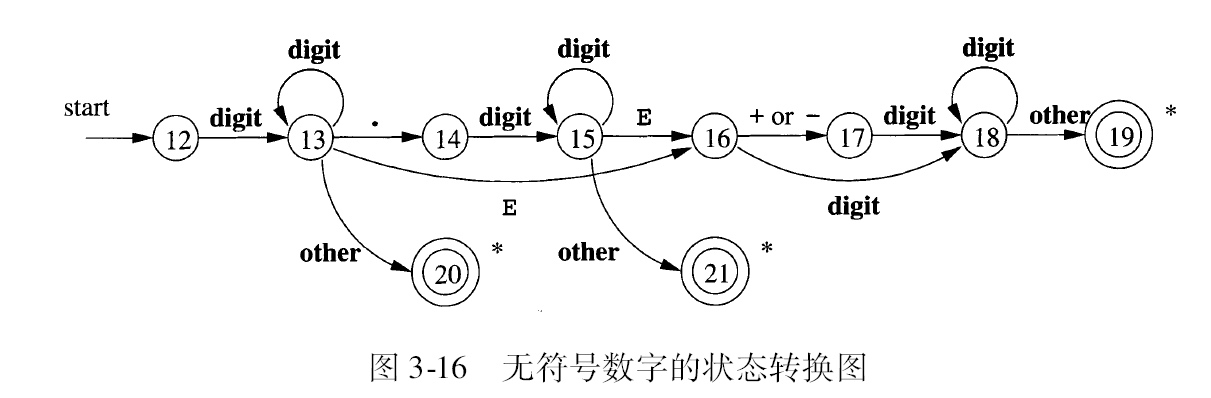 digit digit digit
start digit . digit E + or - digit other *
12 13 14 15 16 17 18 19
E digit
other * other *
20 21
图 3-16 无符号数字的状态转换图